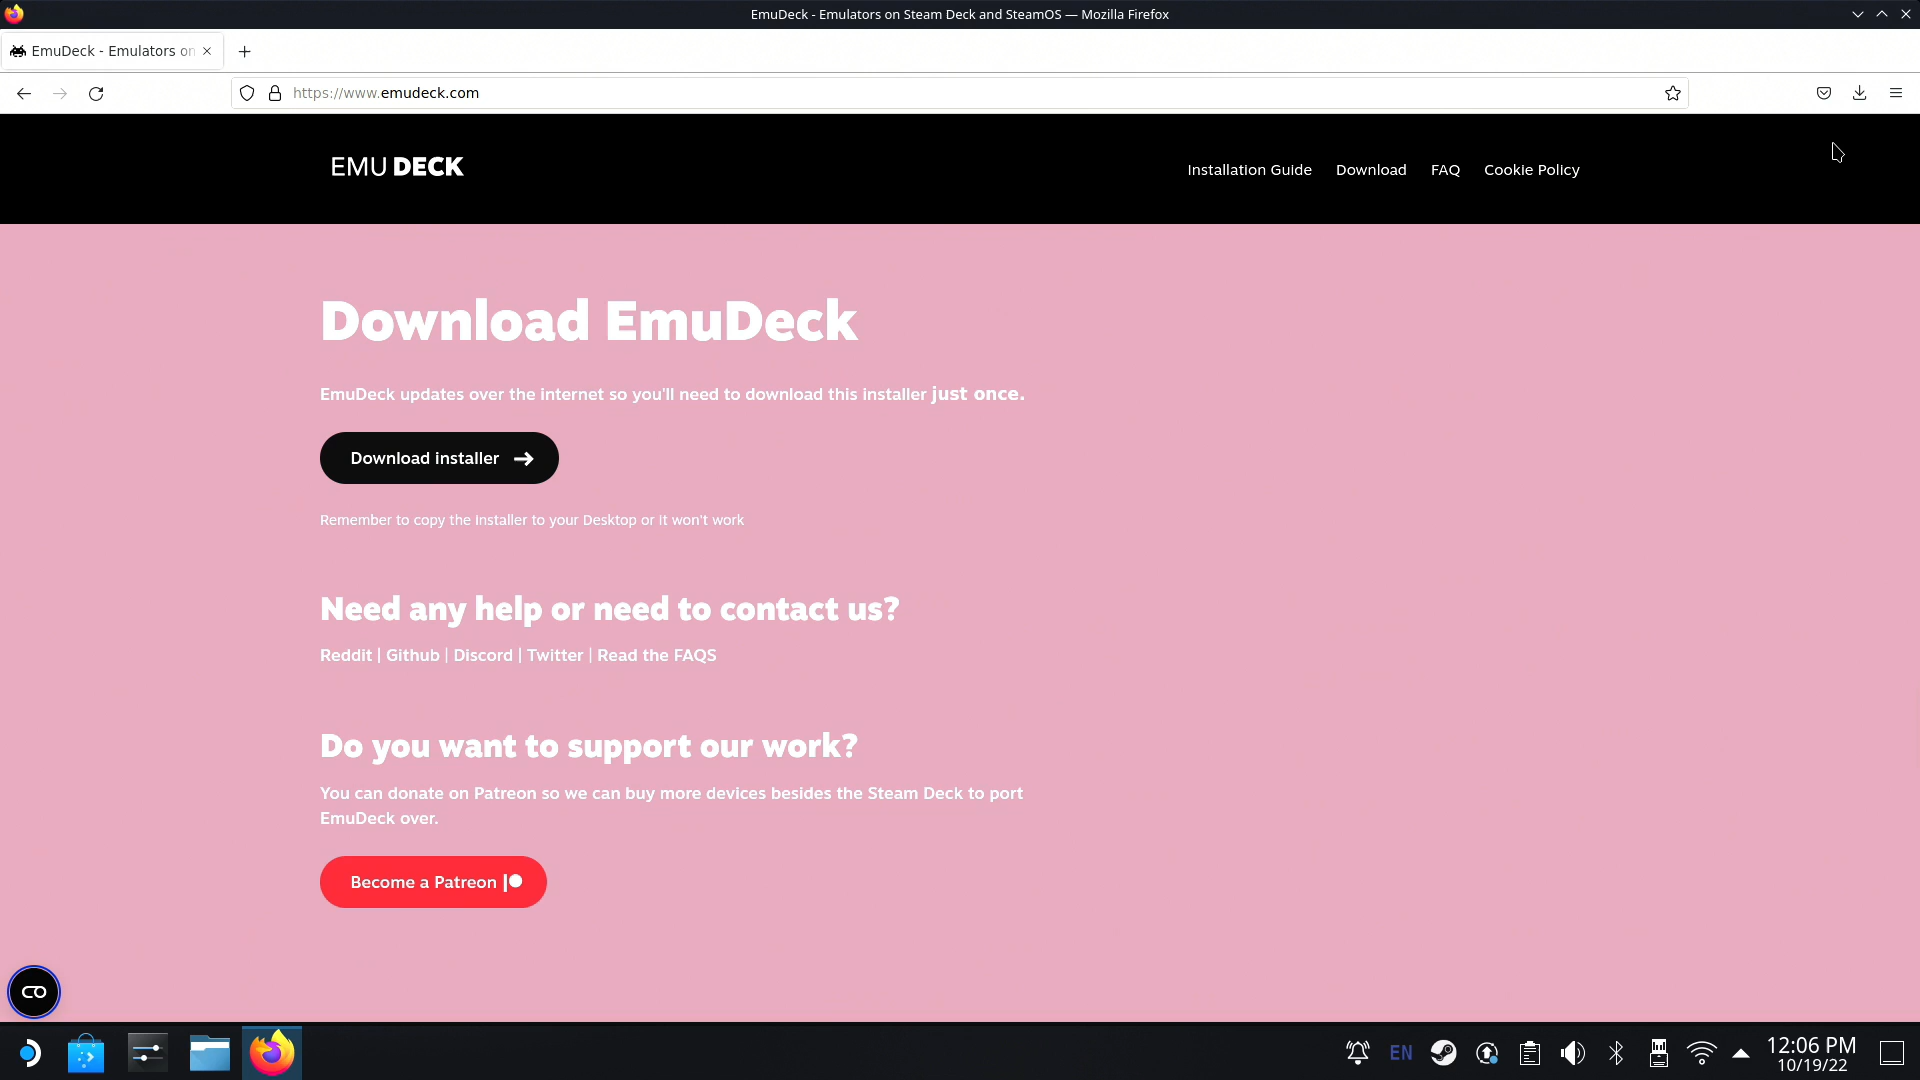 EmuDeck - Emulators on Steam Deck and SteamOS — Mozilla Firefox
EmuDeck - Emulators on
https://www.emudeck.com
EMU DECK
Installation Guide Download FAQ Cookie Policy
Download EmuDeck
EmuDeck updates over the internet so you'll need to download this installer just once.
Download installer
Remember to copy the installer to your Desktop or it won't work
Need any help or need to contact us?
Reddit | Github | Discord | Twitter | Read the FAQS
Do you want to support our work?
You can donate on Patreon so we can buy more devices besides the Steam Deck to port
EmuDeck over.
Become a Patreon
EN
12:06 PM
10/19/22